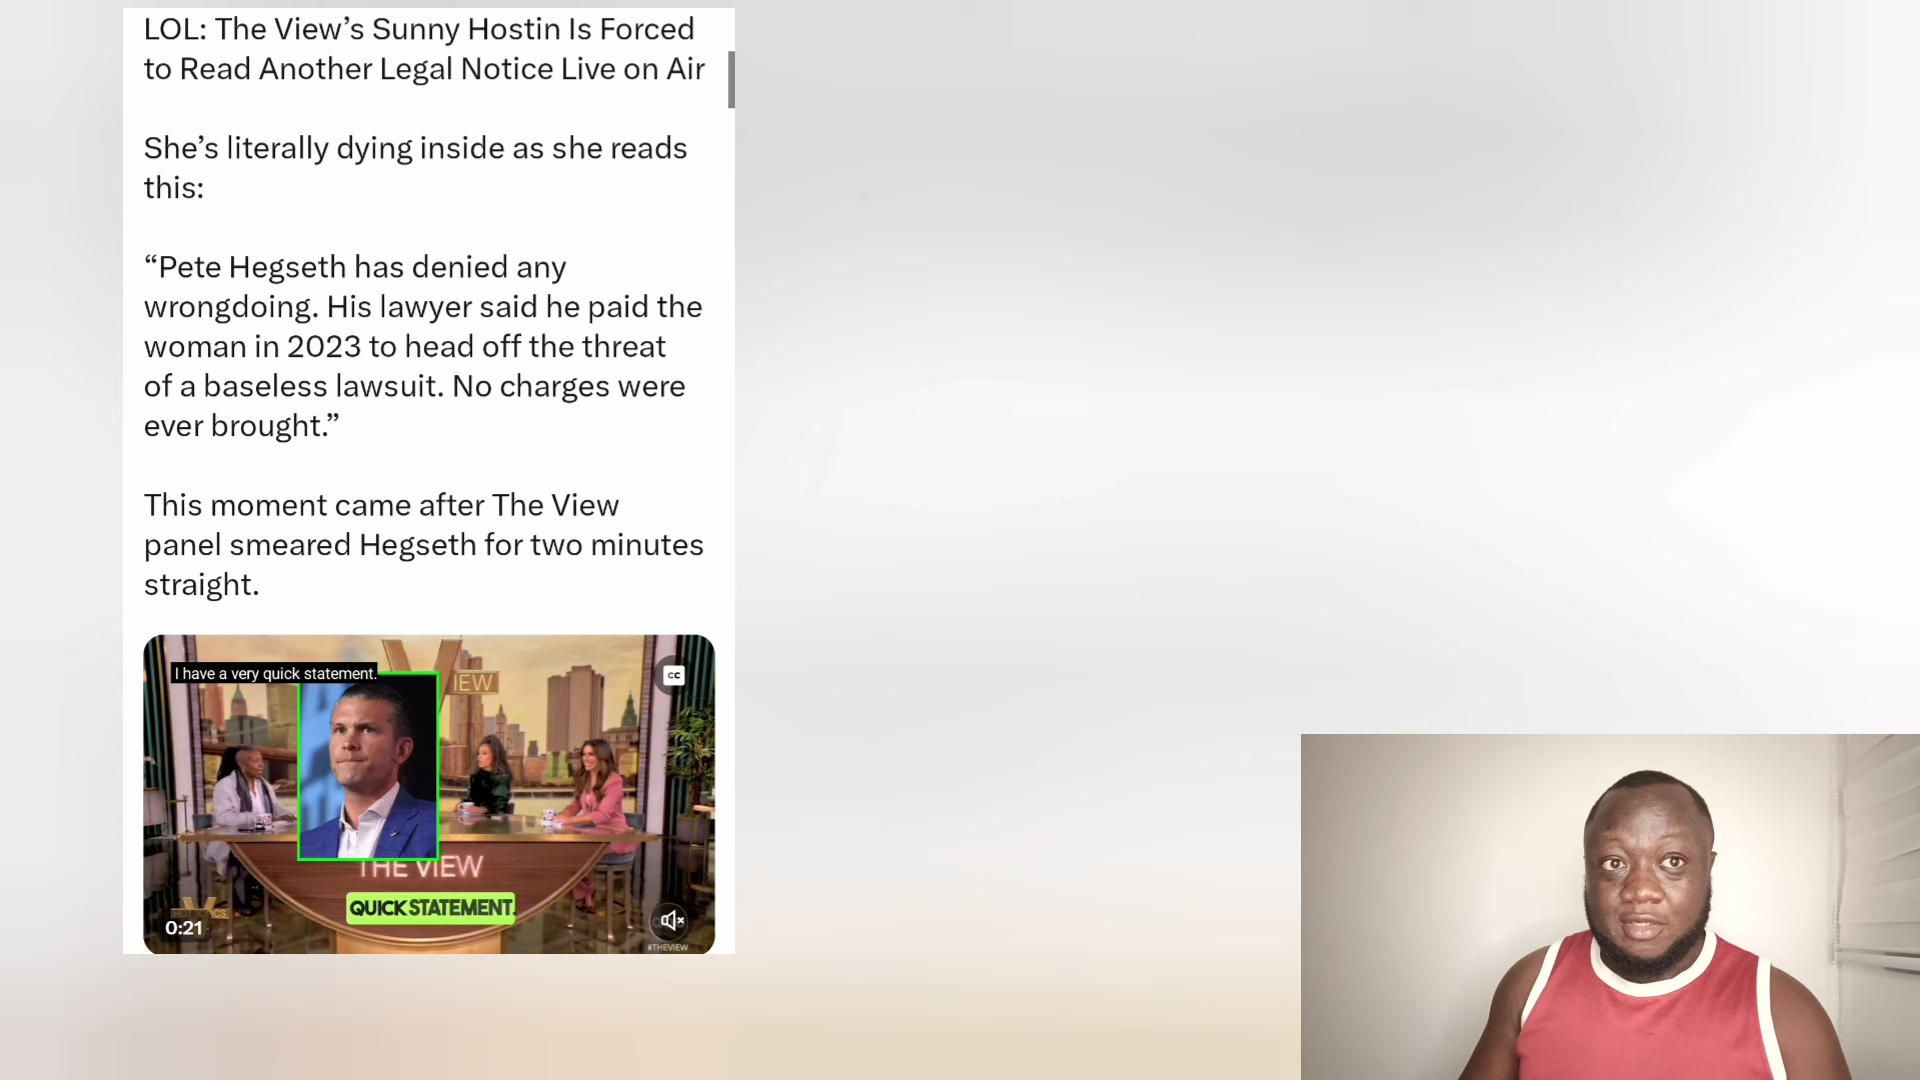 LOL: The View’s Sunny Hostin Is Forced
to Read Another Legal Notice Live on Air
She’s literally dying inside as she reads
this:
“Pete Hegseth has denied any
wrongdoing. His lawyer said he paid the
woman in 2023 to head off the threat
of a baseless lawsuit. No charges were
ever brought.”
This moment came after The View
panel smeared Hegseth for two minutes
straight.
I have a very quick statement.
CC
IEW
THE VIEW
QUICK STATEMENT.
0:21
#THEVIEW